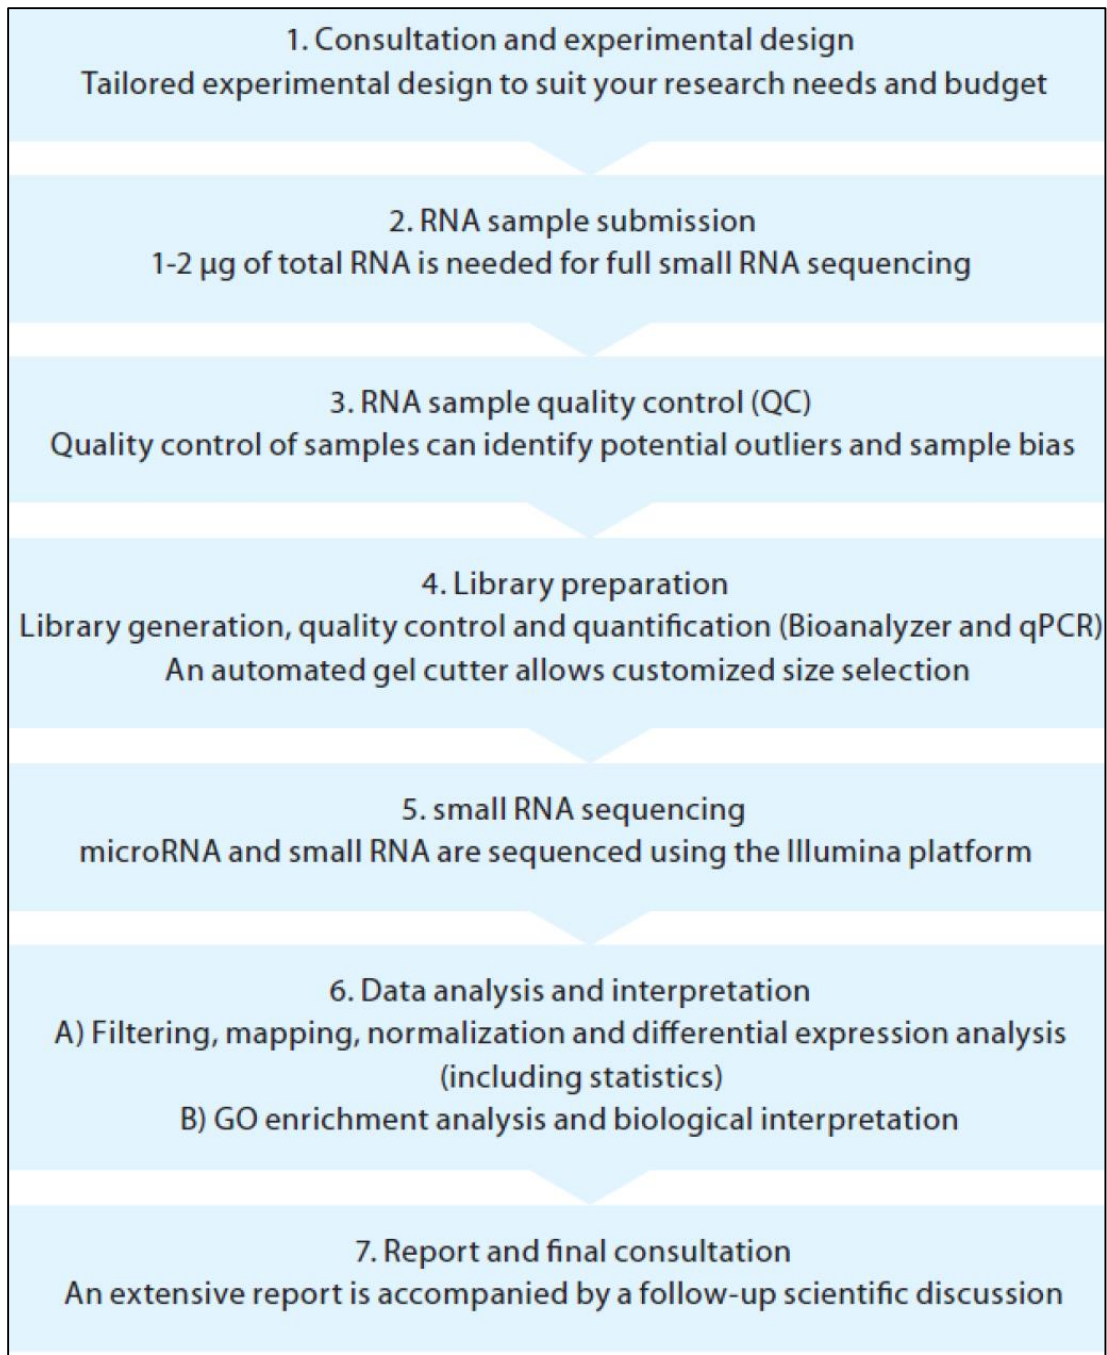 1. Consultation and experimental design
Tailored experimental design to suit your research needs and budget
2. RNA sample submission
1-2 µg of total RNA is needed for full small RNA sequencing
3. RNA sample quality control (QC)
Quality control of samples can identify potential outliers and sample bias
4. Library preparation
Library generation, quality control and quantification (Bioanalyzer and qPCR)
An automated gel cutter allows customized size selection
5. small RNA sequencing
microRNA and small RNA are sequenced using the Illumina platform
6. Data analysis and interpretation
A) Filtering, mapping, normalization and differential expression analysis
(including statistics)
B) GO enrichment analysis and biological interpretation
7. Report and final consultation
An extensive report is accompanied by a follow-up scientific discussion